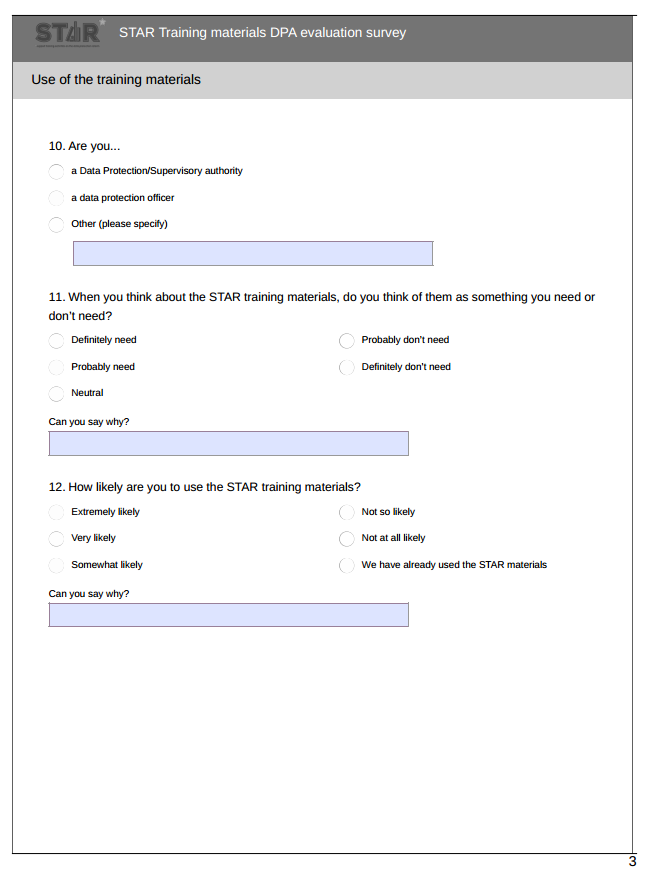 STAR
STAR Training materials DPA evaluation survey
Use of the training materials
10. Are you...
a Data Protection/Supervisory authority
a data protection officer
Other (please specify)
11. When you think about the STAR training materials, do you think of them as something you need or
don't need?
Definitely need
Probably don't need
Probably need
Definitely don't need
Neutral
Can you say why?
12. How likely are you to use the STAR training materials?
Extremely likely
Not so likely
Very likely
Not at all likely
Somewhat likely
We have already used the STAR materials
Can you say why?
3